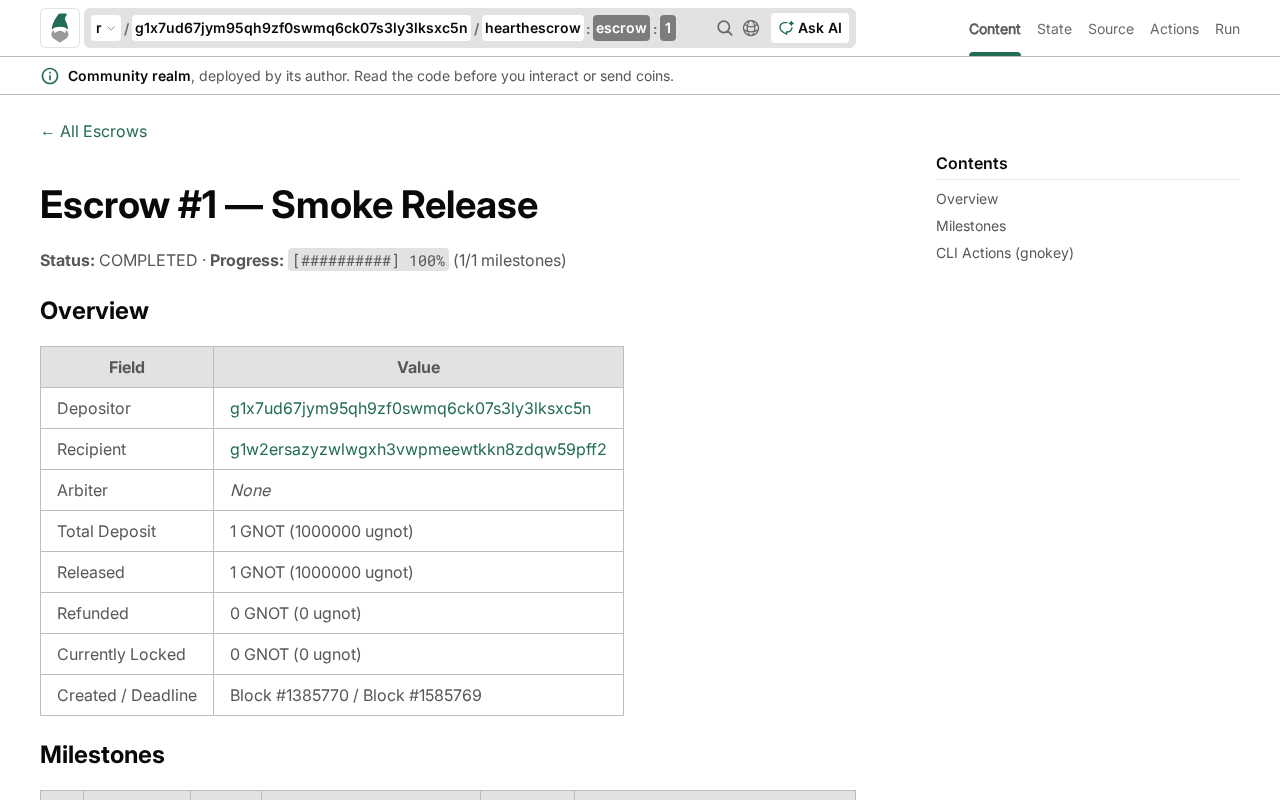 r / g1x7ud67jym95qh9zf0swmq6ck07s3ly3lksxc5n / hearthescrow : escrow : 1 Ask AI Content State Source Actions Run
Community realm, deployed by its author. Read the code before you interact or send coins.
← All Escrows
Contents
Overview
Milestones
CLI Actions (gnokey)
Escrow #1 — Smoke Release
Status: COMPLETED · Progress: [##########] 100% (1/1 milestones)
Overview
Field Value
Depositor g1x7ud67jym95qh9zf0swmq6ck07s3ly3lksxc5n
Recipient g1w2ersazyzwlwgxh3vwpmeewtkkn8zdqw59pff2
Arbiter None
Total Deposit 1 GNOT (1000000 ugnot)
Released 1 GNOT (1000000 ugnot)
Refunded 0 GNOT (0 ugnot)
Currently Locked 0 GNOT (0 ugnot)
Created / Deadline Block #1385770 / Block #1585769
Milestones